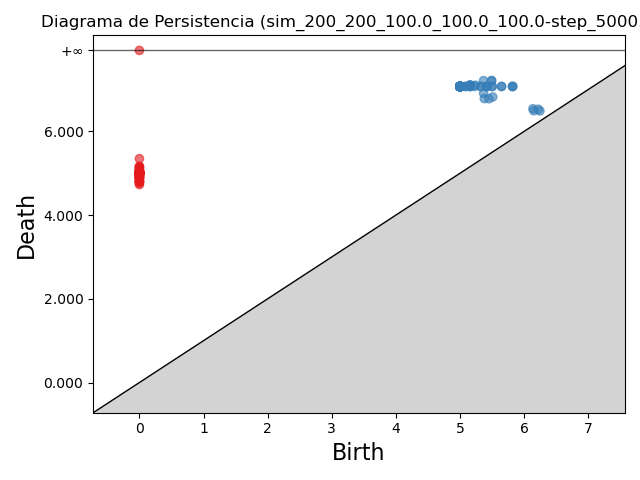 Diagrama de Persistencia (sim_200_200_100.0_100.0_100.0-step_5000
+∞
6.000
4.000
2.000
0.000
Death
0 1 2 3 4 5 6 7
Birth